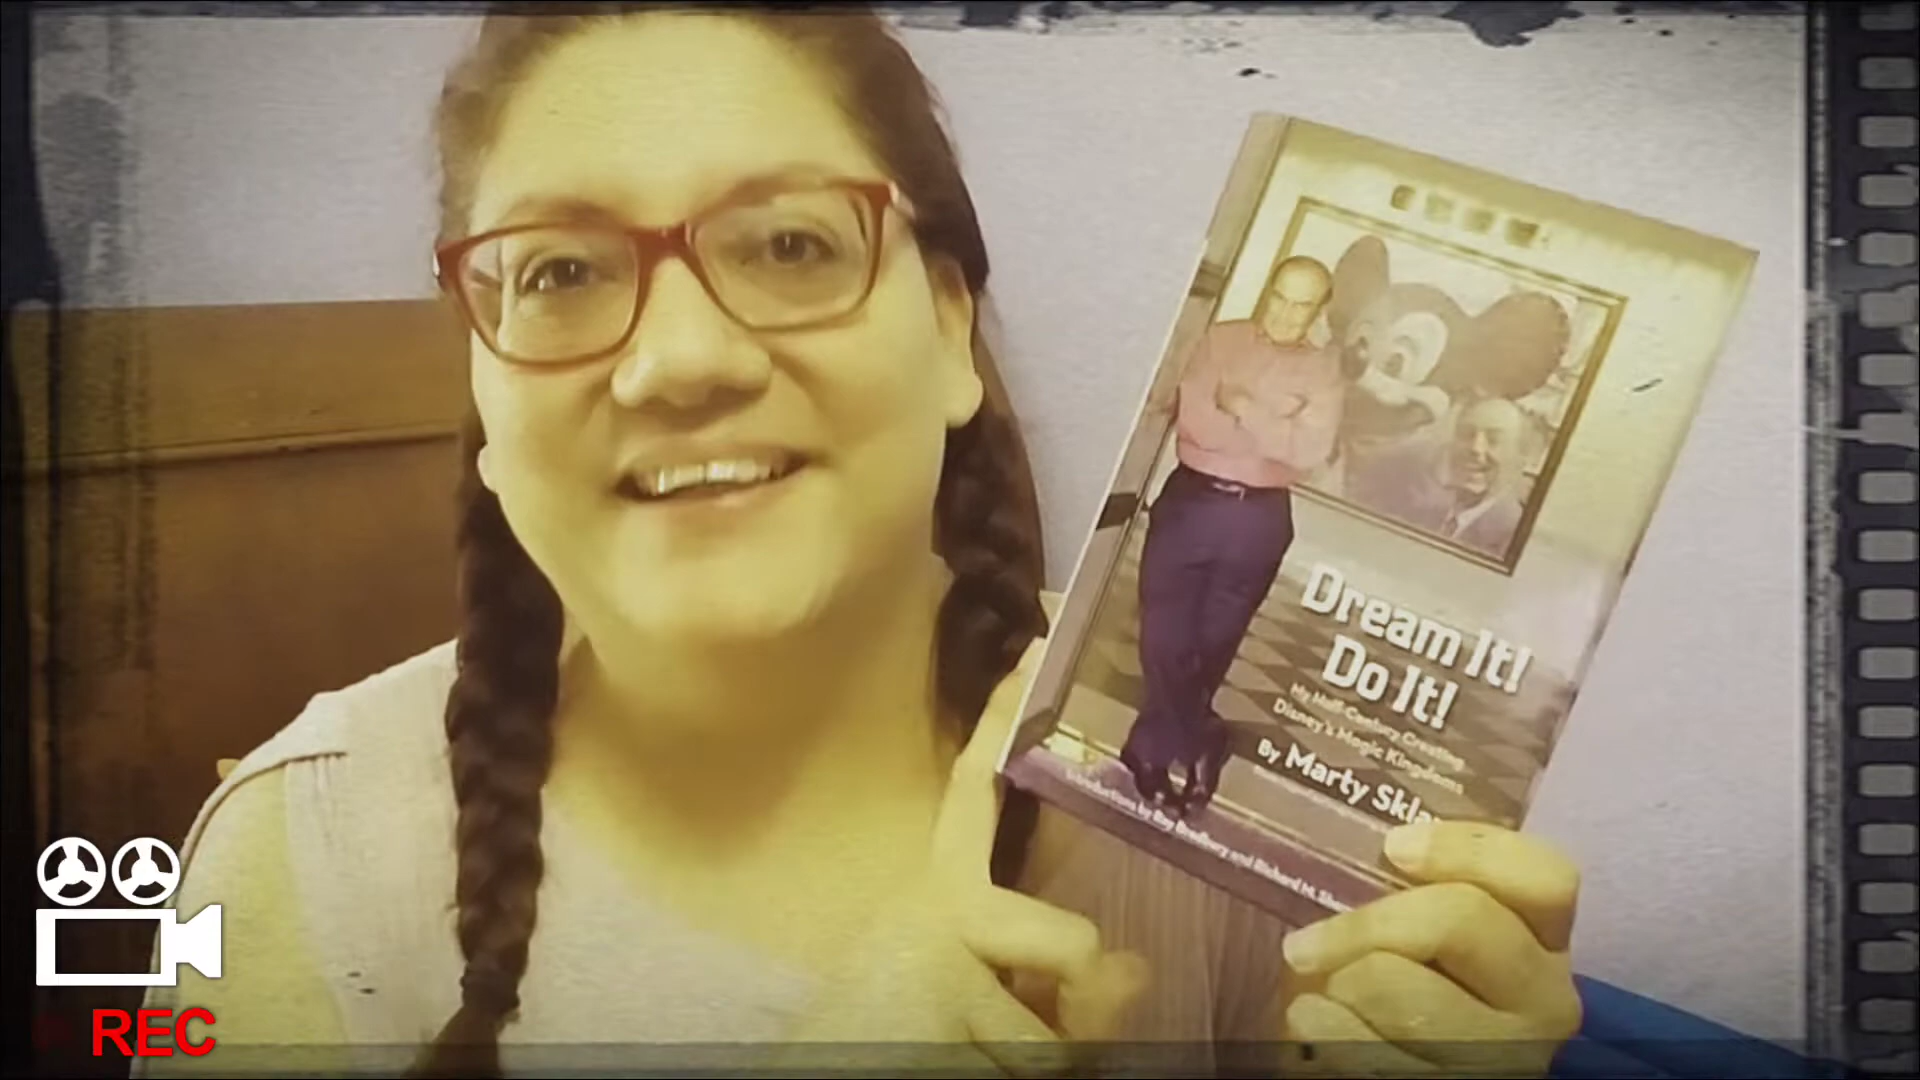 Dream It!
Do It!
My Half-Century Creating
Disney's Magic Kingdoms
By Marty Skla
Introductions by Ray Bradbury and Richard M.
REC